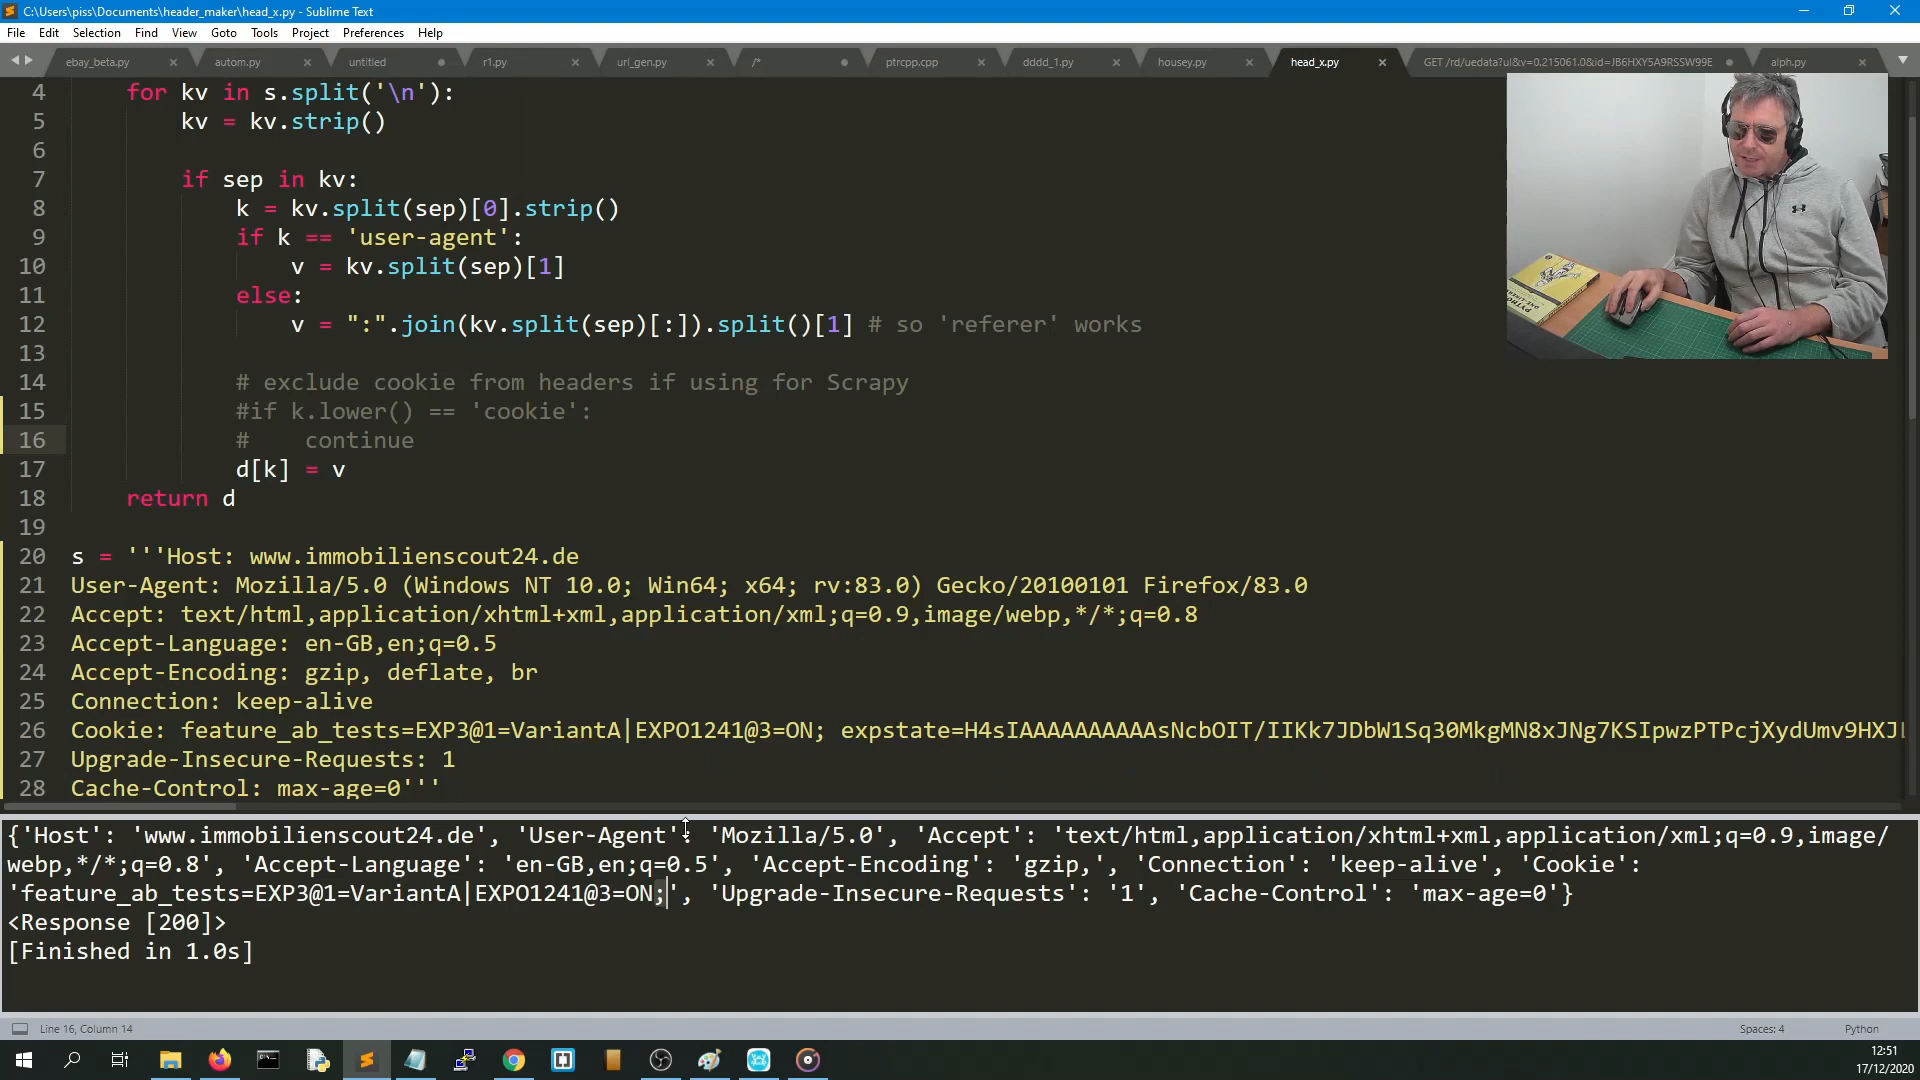 C:\Users\piss\Documents\header_maker\head_x.py - Sublime Text
File Edit Selection Find View Goto Tools Project Preferences Help
ebay_beta.py autom.py untitled r1.py url_gen.py /* ptrcpp.cpp dddd_1.py housey.py head_x.py GET /rd/uedata?ul&v=0.215061.0&id=JB6HXY5A9RSSW99E alph.py
4 for kv in s.split('\n'):
5 kv = kv.strip()
6
7 if sep in kv:
8 k = kv.split(sep)[0].strip()
9 if k == 'user-agent':
10 v = kv.split(sep)[1]
11 else:
12 v = ":".join(kv.split(sep)[:]).split()[1] # so 'referer' works
13
14 # exclude cookie from headers if using for Scrapy
15 #if k.lower() == 'cookie':
16 # continue
17 d[k] = v
18 return d
19
20 s = '''Host: www.immobilienscout24.de
21 User-Agent: Mozilla/5.0 (Windows NT 10.0; Win64; x64; rv:83.0) Gecko/20100101 Firefox/83.0
22 Accept: text/html,application/xhtml+xml,application/xml;q=0.9,image/webp,*/*;q=0.8
23 Accept-Language: en-GB,en;q=0.5
24 Accept-Encoding: gzip, deflate, br
25 Connection: keep-alive
26 Cookie: feature_ab_tests=EXP3@1=VariantA|EXPO1241@3=ON; expstate=H4sIAAAAAAAAAAsNcbOIT/IIKk7JDbW1Sq30MkgMN8xJNg7KSIpwzPTPcjXydUmv9HXJ
27 Upgrade-Insecure-Requests: 1
28 Cache-Control: max-age=0'''
{'Host': 'www.immobilienscout24.de', 'User-Agent': 'Mozilla/5.0', 'Accept': 'text/html,application/xhtml+xml,application/xml;q=0.9,image/
webp,*/*;q=0.8', 'Accept-Language': 'en-GB,en;q=0.5', 'Accept-Encoding': 'gzip,', 'Connection': 'keep-alive', 'Cookie':
'feature_ab_tests=EXP3@1=VariantA|EXPO1241@3=ON;', 'Upgrade-Insecure-Requests': '1', 'Cache-Control': 'max-age=0'}
<Response [200]>
[Finished in 1.0s]
Line 16, Column 14 Spaces: 4 Python
12:51
17/12/2020
PYTHON